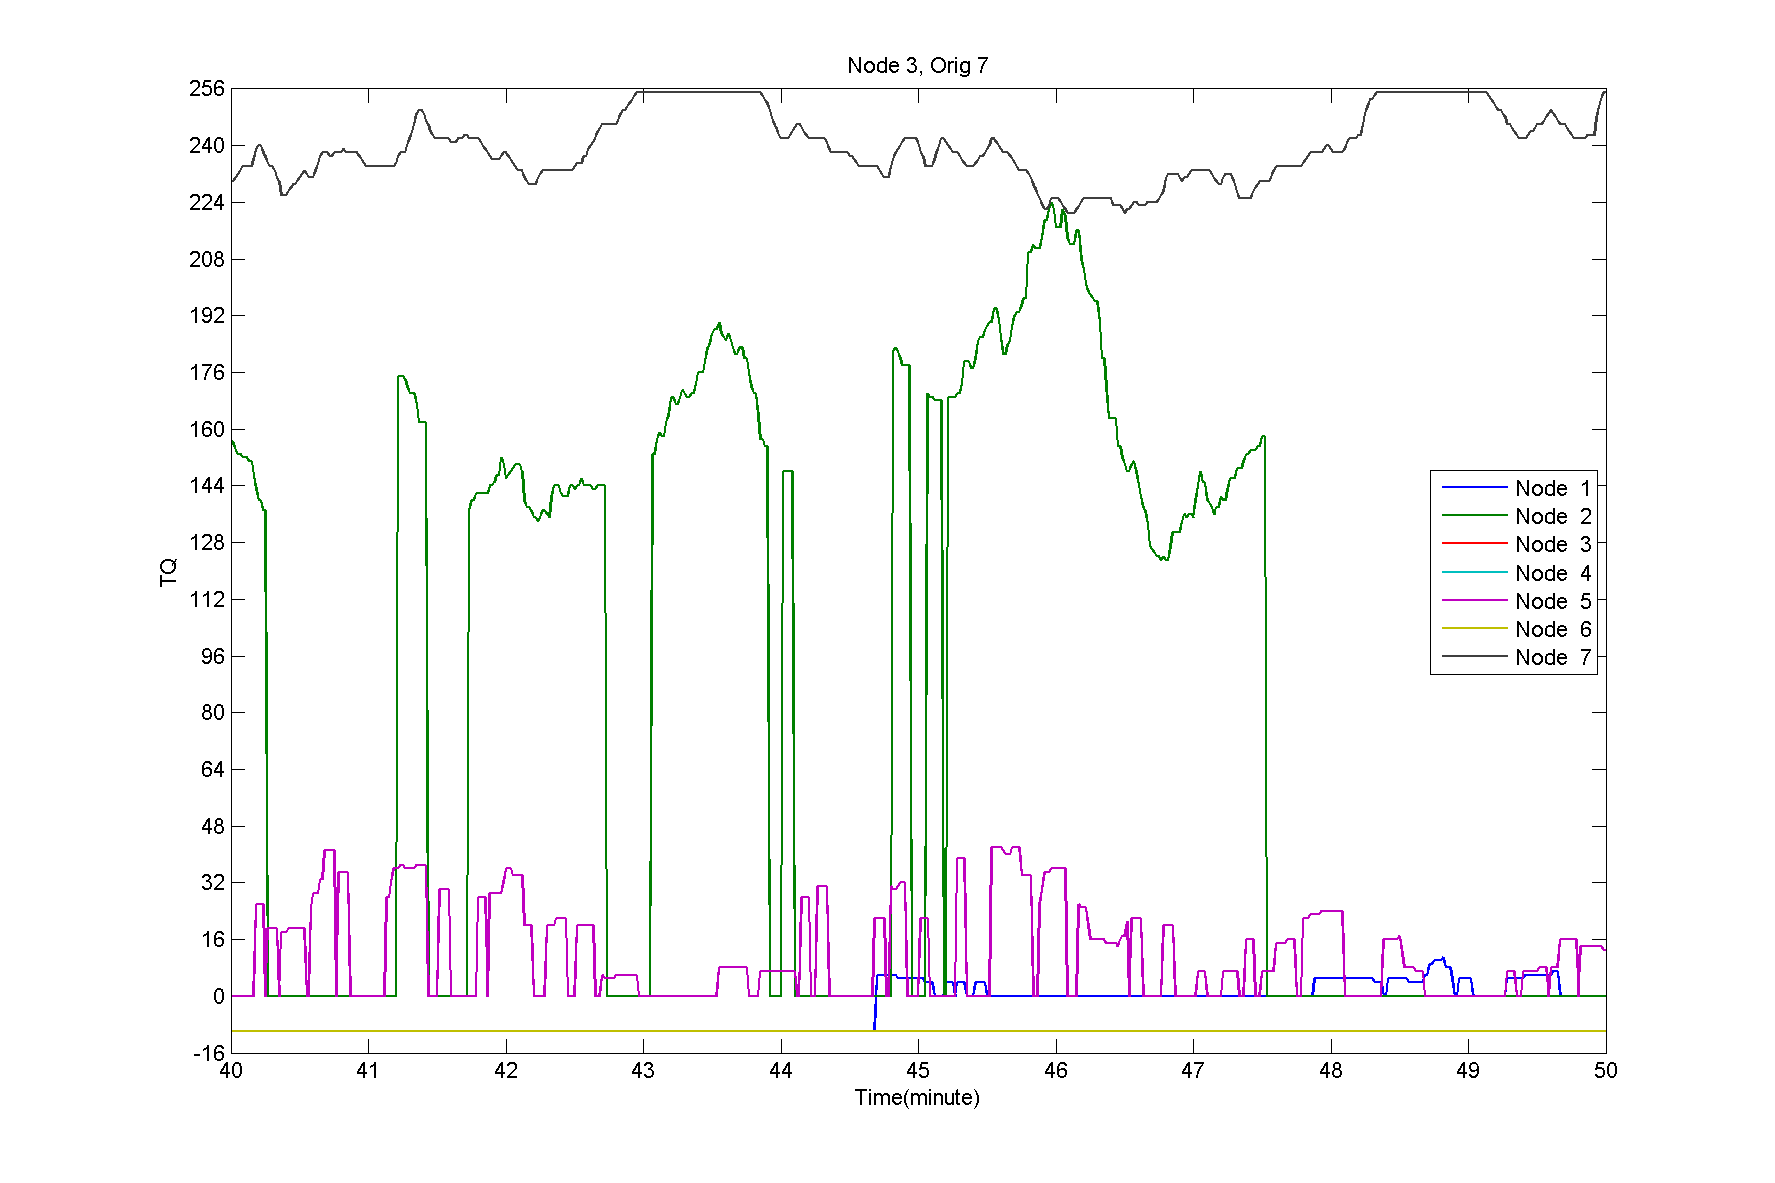 Node 3, Orig 7
256
240
224
208
192
176
160
144
128
112
96
80
64
48
32
16
0
-16
TQ
Node 1
Node 2
Node 3
Node 4
Node 5
Node 6
Node 7
40 41 42 43 44 45 46 47 48 49 50
Time(minute)